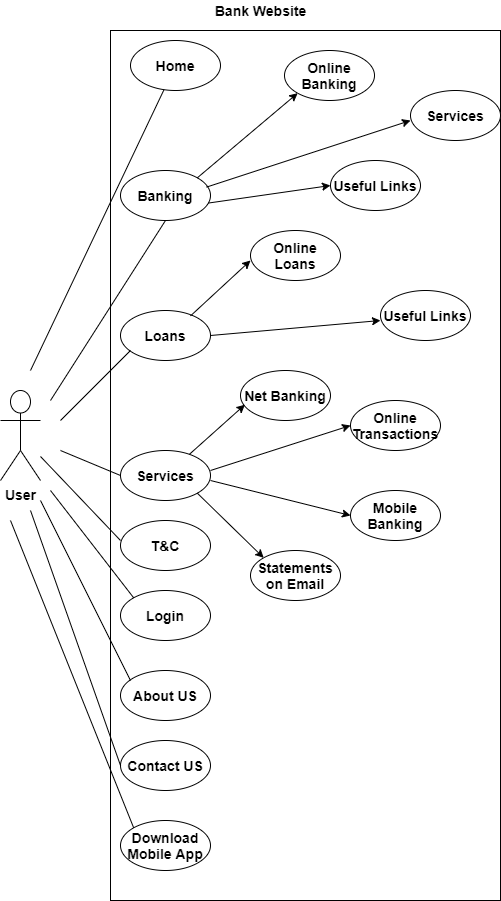 Bank Website
Home
Online
Banking
Services
Banking
Useful Links
Online
Loans
Loans
Useful Links
Net Banking
Online
Transactions
Services
User
Mobile
Banking
T&C
Statements
on Email
Login
About US
Contact US
Download
Mobile App